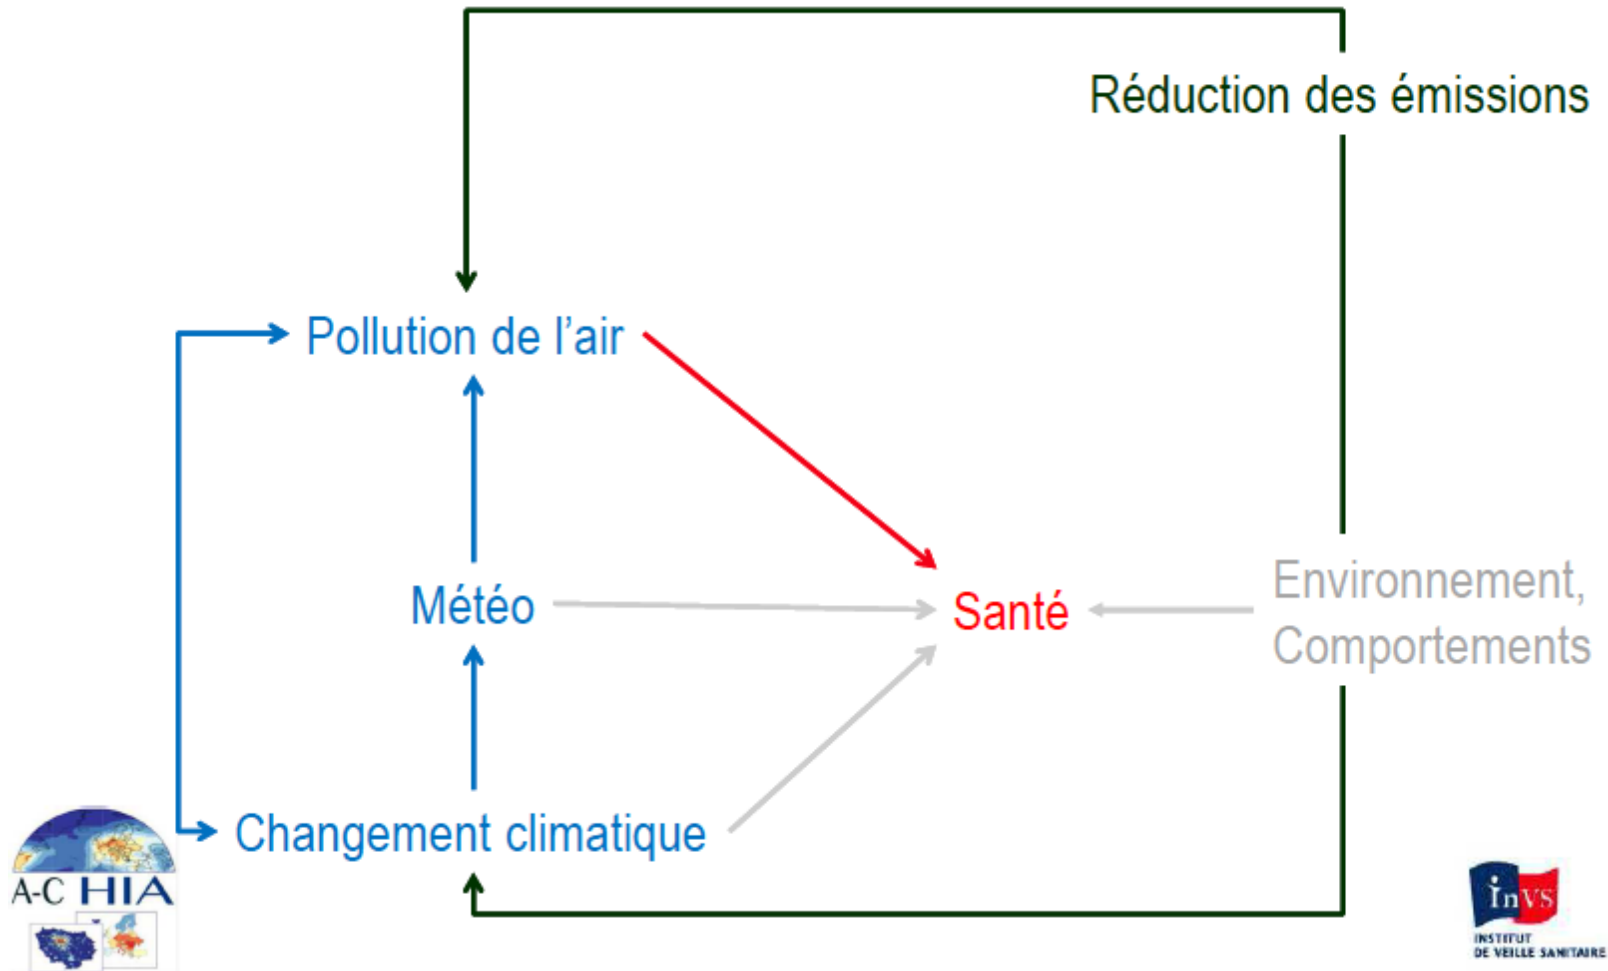 Réduction des émissions
Pollution de l'air
Météo
Santé
Environnement,
Comportements
Changement climatique
A-C HIA
inVS
INSTITUT
DE VEILLE SANITAIRE